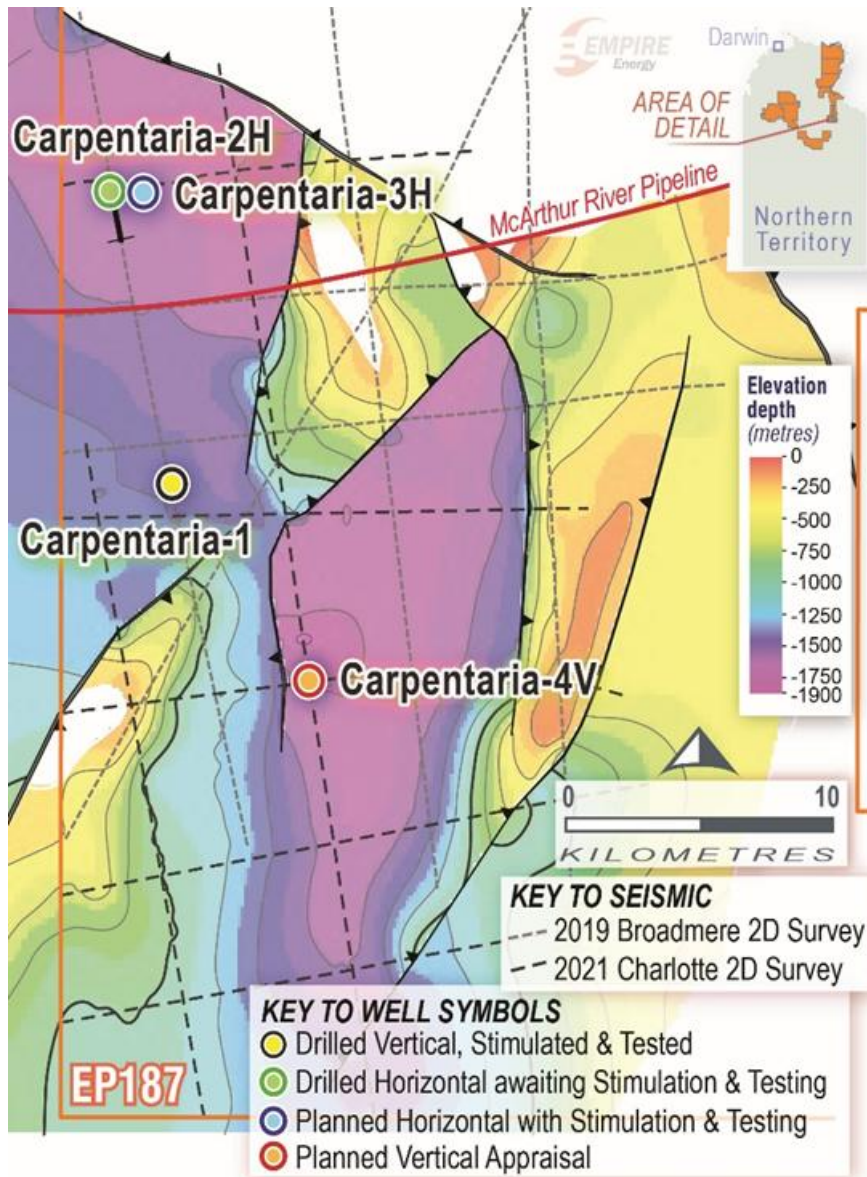 EMPIRE
Energy
Darwin
AREA OF
DETAIL
Northern
Territory
Carpentaria-2H
Carpentaria-3H
McArthur River Pipeline
Elevation
depth
(metres)
0
-250
-500
-750
-1000
-1250
-1500
-1750
-1900
Carpentaria-1
Carpentaria-4V
0 10
KILOMETRES
KEY TO SEISMIC
2019 Broadmere 2D Survey
2021 Charlotte 2D Survey
KEY TO WELL SYMBOLS
Drilled Vertical, Stimulated & Tested
Drilled Horizontal awaiting Stimulation & Testing
Planned Horizontal with Stimulation & Testing
Planned Vertical Appraisal
EP187